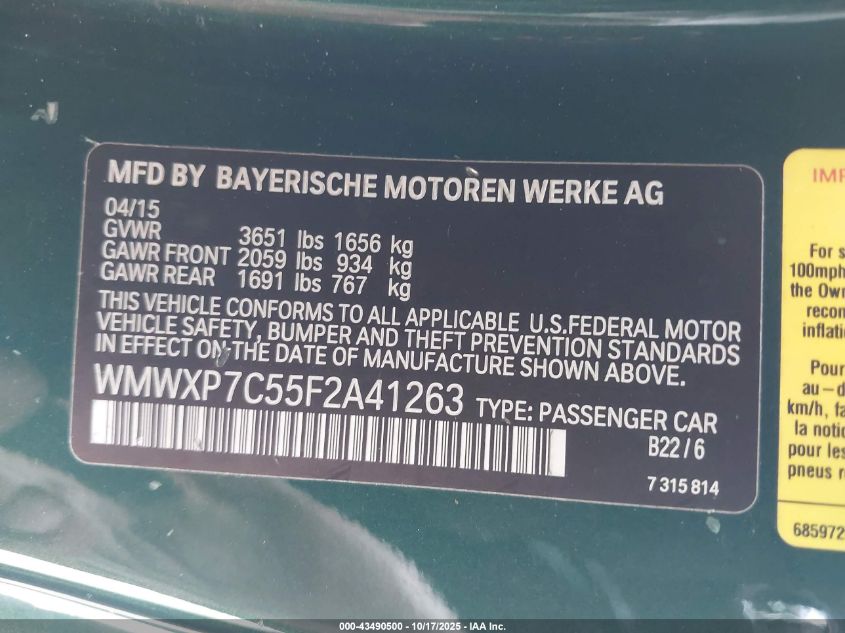 MFD BY BAYERISCHE MOTOREN WERKE AG
04/15
GVWR 3651 lbs 1656 kg
GAWR FRONT 2059 lbs 934 kg
GAWR REAR 1691 lbs 767 kg
THIS VEHICLE CONFORMS TO ALL APPLICABLE U.S.FEDERAL MOTOR
VEHICLE SAFETY, BUMPER AND THEFT PREVENTION STANDARDS
IN EFFECT ON THE DATE OF MANUFACTURE SHOWN ABOVE.
WMWXP7C55F2A41263 TYPE: PASSENGER CAR
B22/6
7 315 814
IMP
For s
100mph
the Own
recon
inflatio
Pour
au-d
km/h, fa
la notic
pour les
pneus r
685972
000-43490500 - 10/17/2025 - IAA Inc.